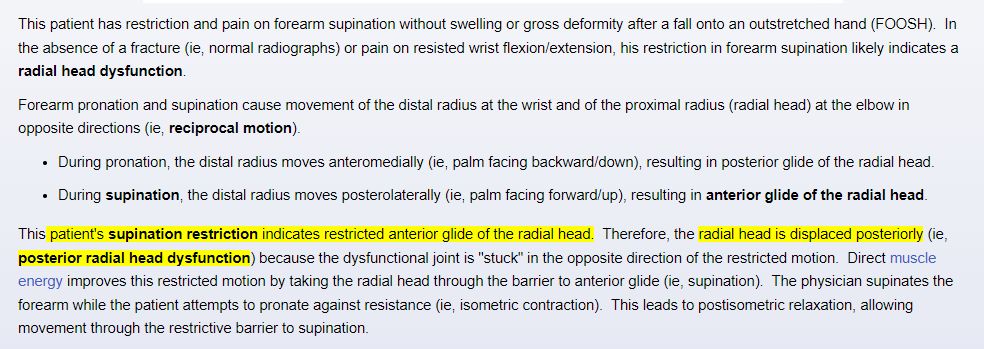 This patient has restriction and pain on forearm supination without swelling or gross deformity after a fall onto an outstretched hand (FOOSH).  In
the absence of a fracture (ie, normal radiographs) or pain on resisted wrist flexion/extension, his restriction in forearm supination likely indicates a
radial head dysfunction.
Forearm pronation and supination cause movement of the distal radius at the wrist and of the proximal radius (radial head) at the elbow in
opposite directions (ie, reciprocal motion).
• During pronation, the distal radius moves anteromedially (ie, palm facing backward/down), resulting in posterior glide of the radial head.
• During supination, the distal radius moves posterolaterally (ie, palm facing forward/up), resulting in anterior glide of the radial head.
This patient's supination restriction indicates restricted anterior glide of the radial head.  Therefore, the radial head is displaced posteriorly (ie,
posterior radial head dysfunction) because the dysfunctional joint is "stuck" in the opposite direction of the restricted motion.  Direct muscle
energy improves this restricted motion by taking the radial head through the barrier to anterior glide (ie, supination).  The physician supinates the
forearm while the patient attempts to pronate against resistance (ie, isometric contraction).  This leads to postisometric relaxation, allowing
movement through the restrictive barrier to supination.